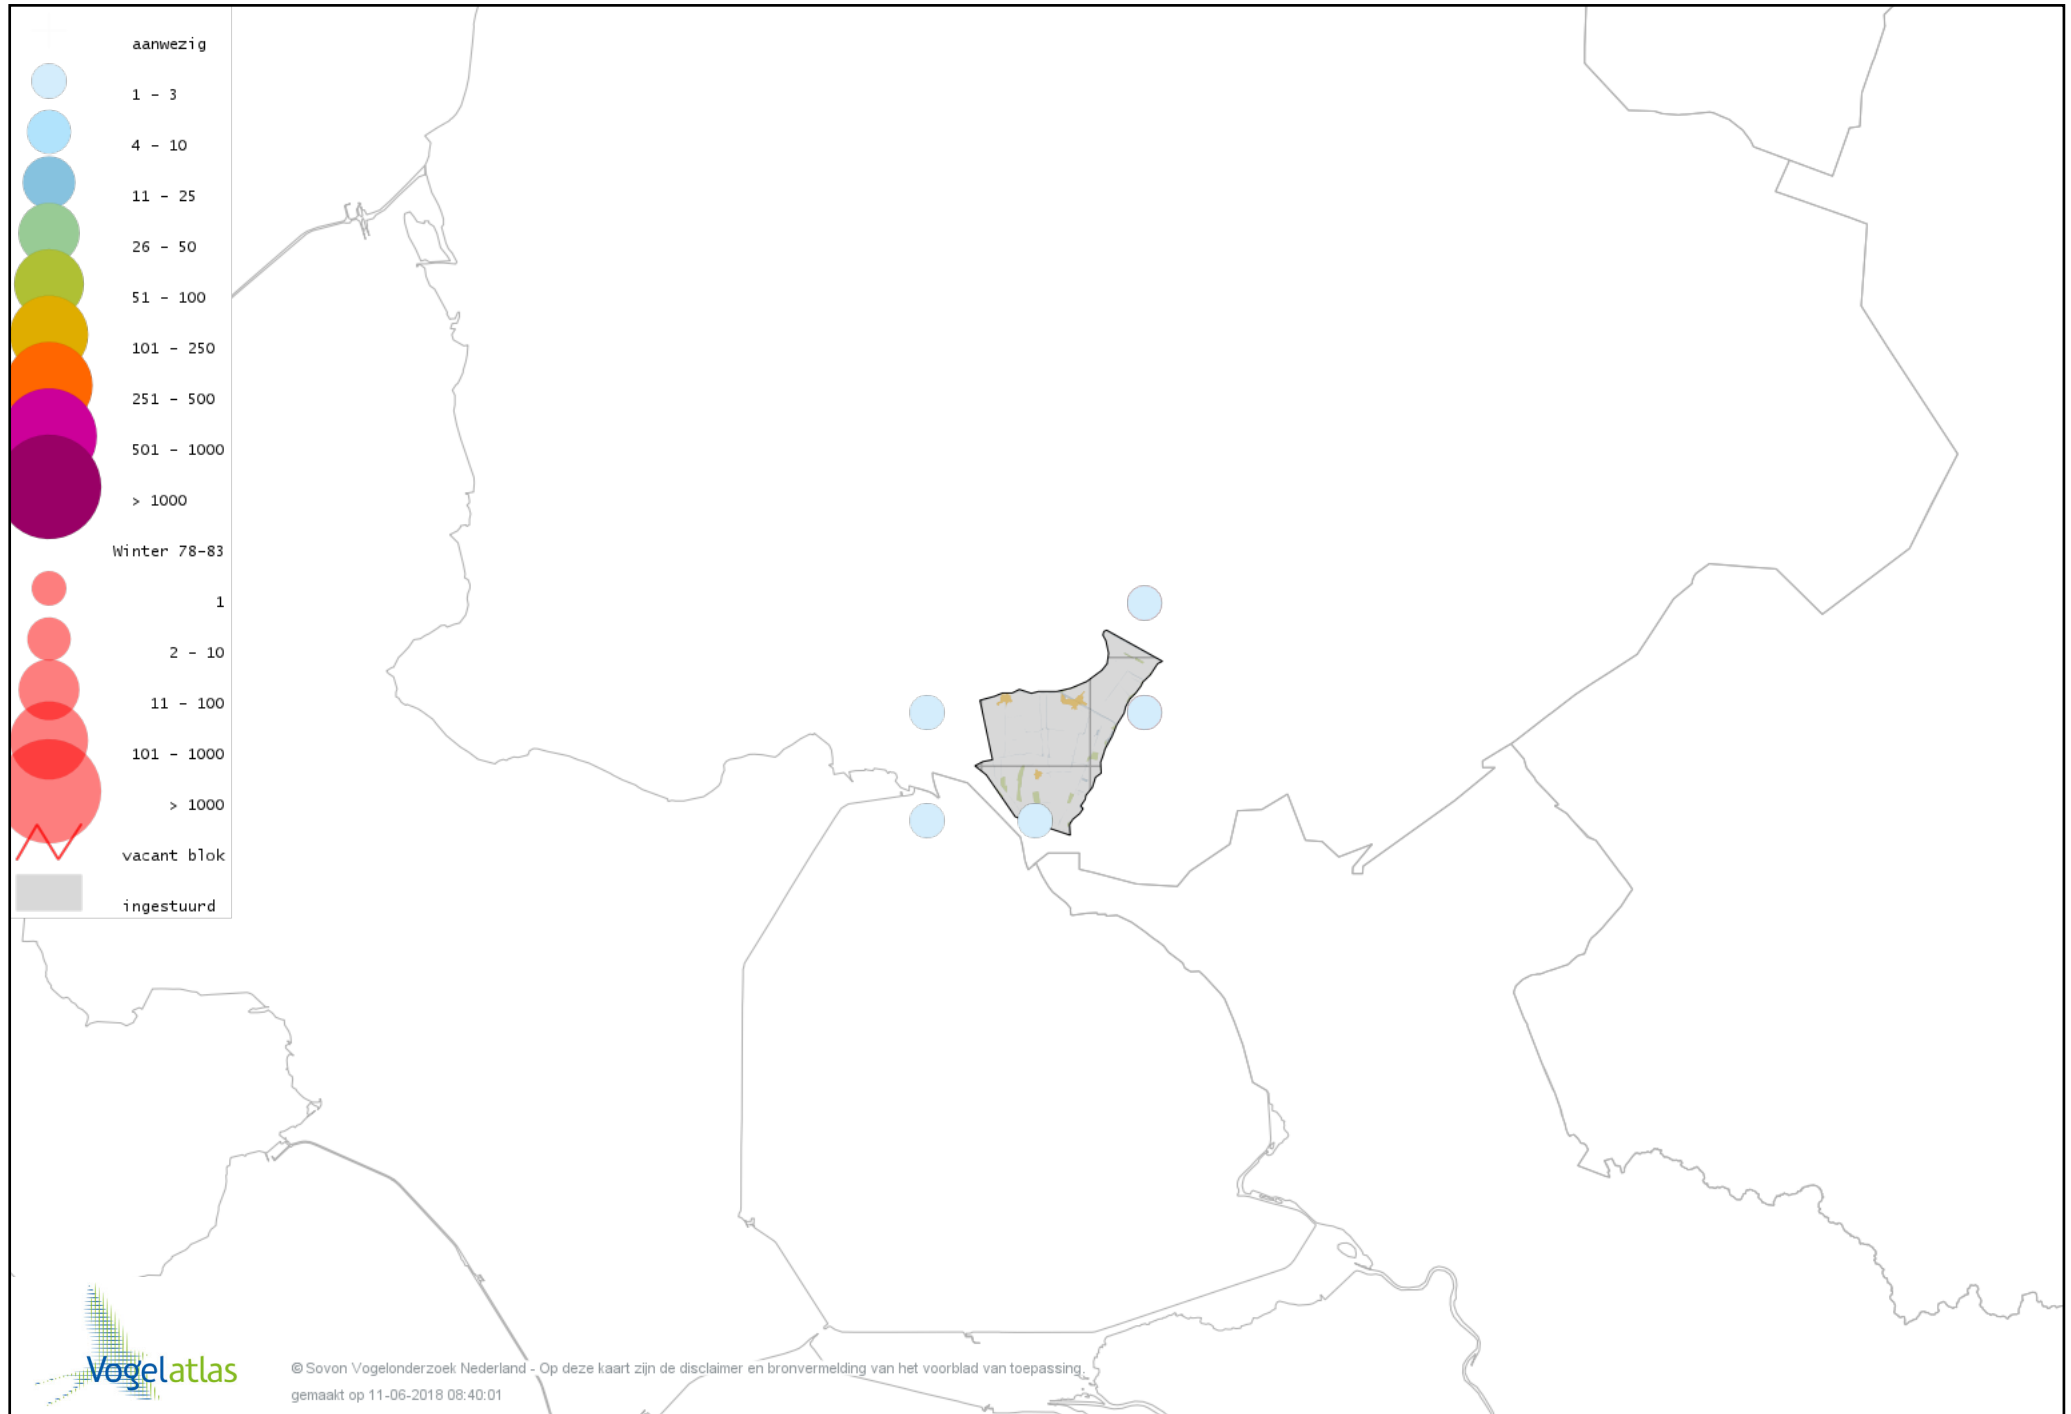 aanwezig
1 - 3
4 - 10
11 - 25
26 - 50
51 - 100
101 - 250
251 - 500
501 - 1000
> 1000
Winter 78-83
1
2 - 10
11 - 100
101 - 1000
> 1000
vacant blok
ingestuurd
Vogelatlas
© Sovon Vogelonderzoek Nederland - Op deze kaart zijn de disclaimer en bronvermelding van het voorblad van toepassing.
gemaakt op 11-06-2018 08:40:01